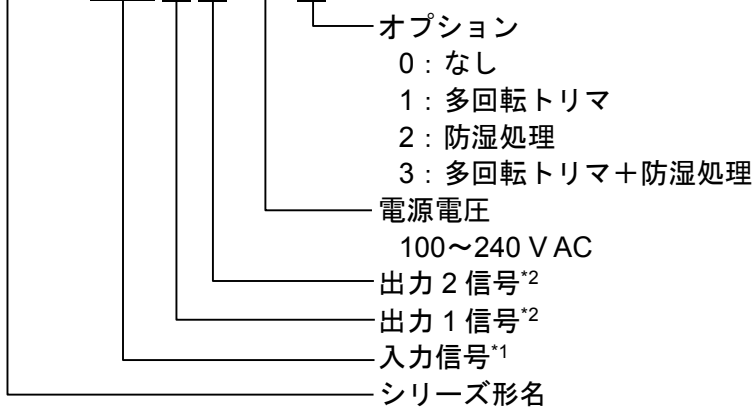 オプション
0：なし
1：多回転トリマ
2：防湿処理
3：多回転トリマ＋防湿処理
電源電圧
100～240 V AC
出力 2 信号*2
出力 1 信号*2
入力信号*1
シリーズ形名